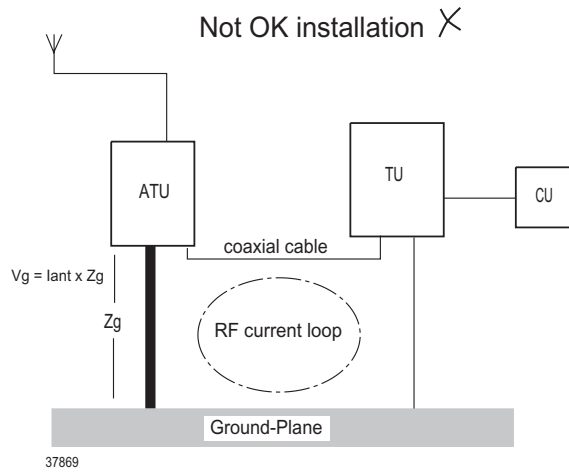 Not OK installation
ATU
TU
CU
coaxial cable
Vg = Iant x Zg
Zg
RF current loop
Ground-Plane
37869